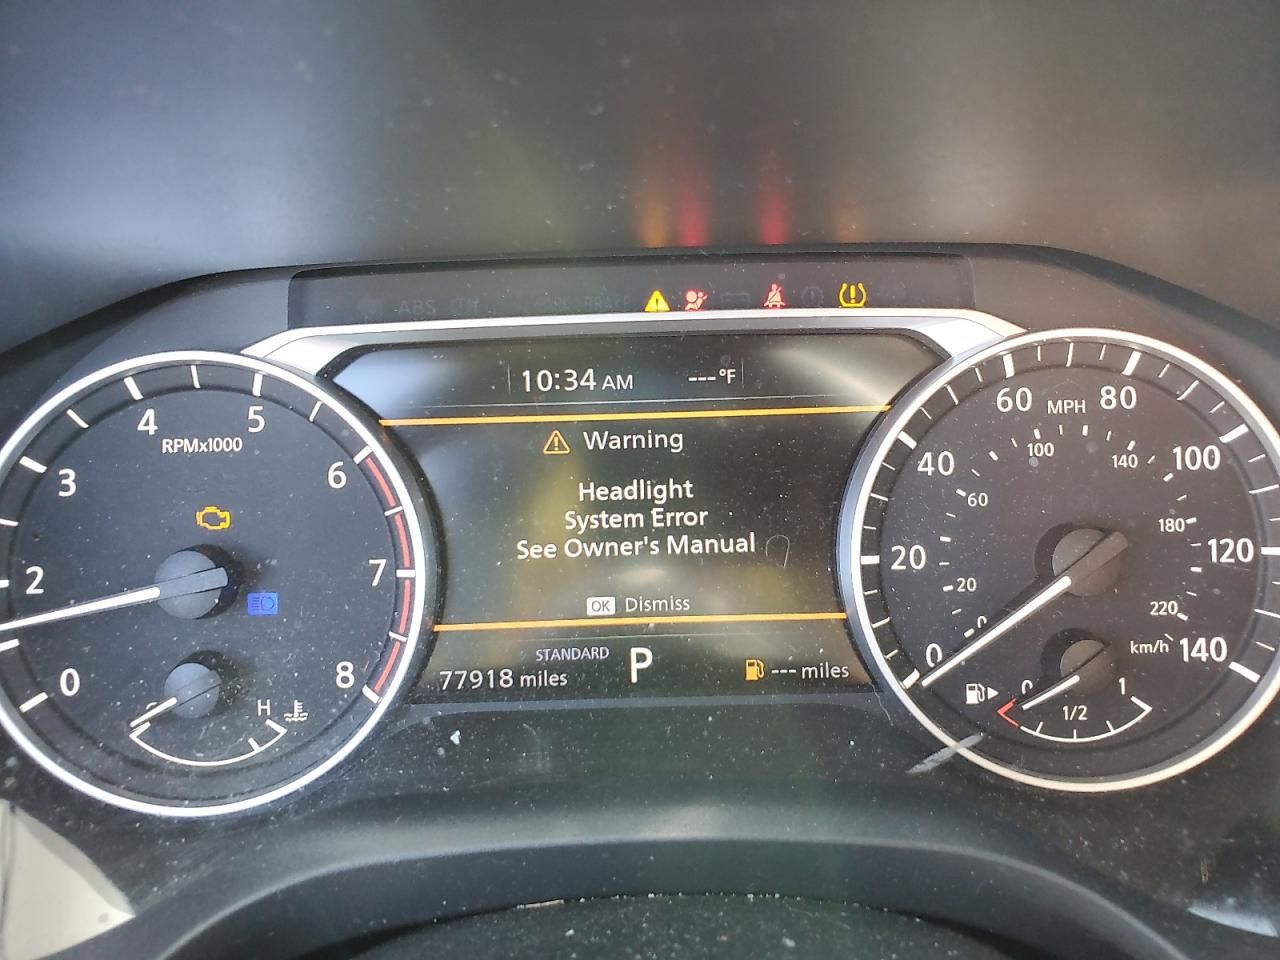 ABS
BRAKE
10:34 AM
---°F
Warning
Headlight
System Error
See Owner's Manual
OK Dismiss
STANDARD
P
77918 miles
--- miles
0
2
3
4
5
6
7
8
RPMx1000
H
0
20
40
60
80
100
120
140
MPH
0
20
60
100
140
180
220
km/h
0
1/2
1